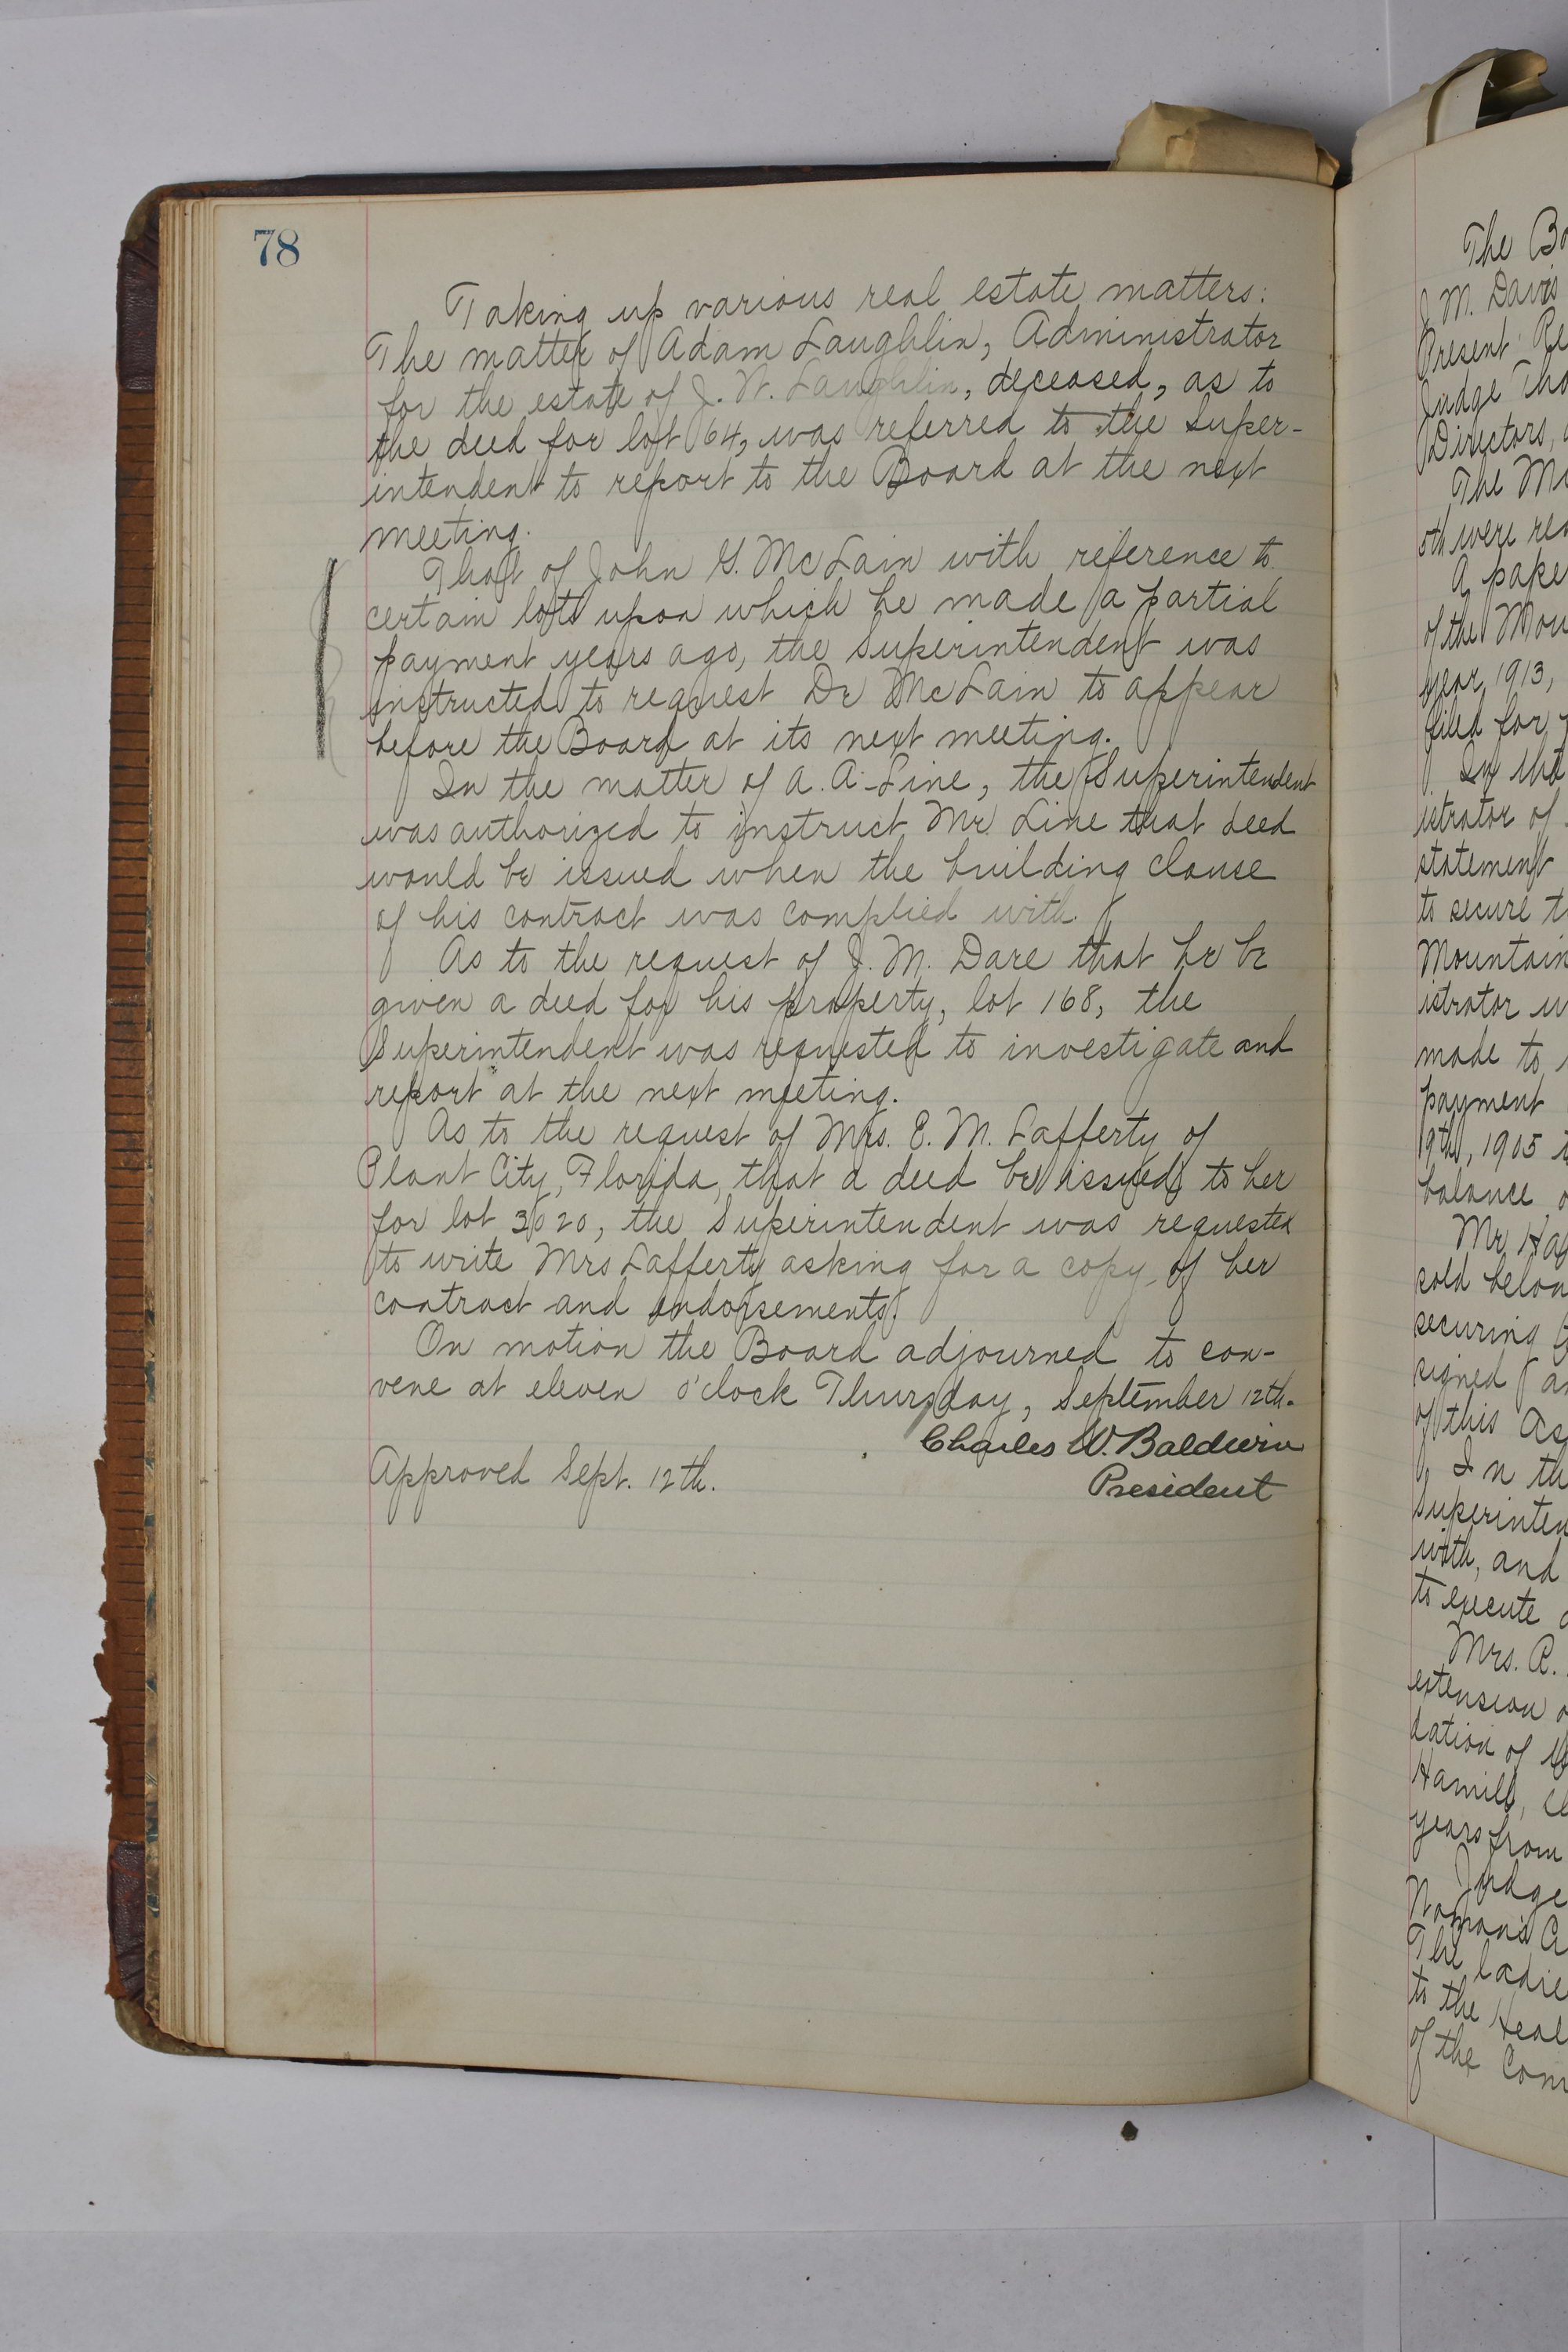 78
Taking up various real estate matters:
The matter of Adam Laughlin, Administrator
for the estate of J. W. Laughlin, deceased, as to
the deed for lot 64, was referred to the Super-
intendent to report to the Board at the next
meeting.
That of John G. McLain with reference to
certain lots upon which he made a partial
payment years ago, the Superintendent was
instructed to request Dr McLain to appear
before the Board at its next meeting.
In the matter of A. A. Line, the Superintendent
was authorized to instruct Mr. Line that deed
would be issued when the building clause
of his contract was complied with.
As to the request of J. M. Dare that he be
given a deed for his property, lot 168, the
Superintendent was requested to investigate and
report at the next meeting.
As to the request of Mrs. E. M. Lafferty of
Plant City, Florida, that a deed be issued to her
for lot 3020, the Superintendent was requested
to write Mrs Lafferty asking for a copy of her
contract and endorsements.
On motion the Board adjourned to con-
vene at eleven o'clock Thursday, September 12th.
Charles W. Baldwin
President
Approved Sept. 12th.
The Bo
J. M. Davis
Present Re
Judge Tho
Directors,
The Mi
5th were rea
A pape
of the Mou
year, 1913,
filed for
In the
istrator of
statement
to secure t
Mountain
istrator w
made to
payment
19th, 1905
balance
Mr Ha
sold belon
securing
signed
of this As
In th
Superinten
with, and
to execute
Mrs. R.
extension o
dation of
Hamill,
years from
Judge
Woman's A
The ladie
to the Heal
of the Com